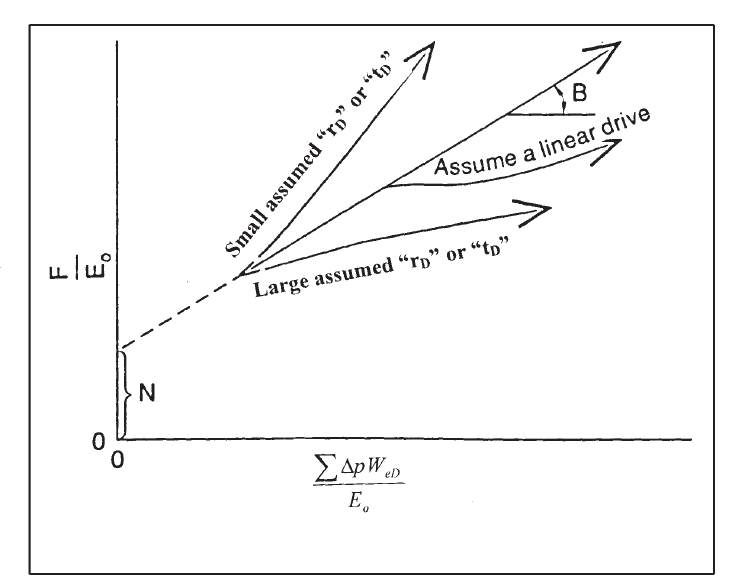 Small assumed “rD” or “tD”
B
Assume a linear drive
Large assumed “rD” or “tD”
F
Eo
N
0
0
∑ΔpWeD
Eo